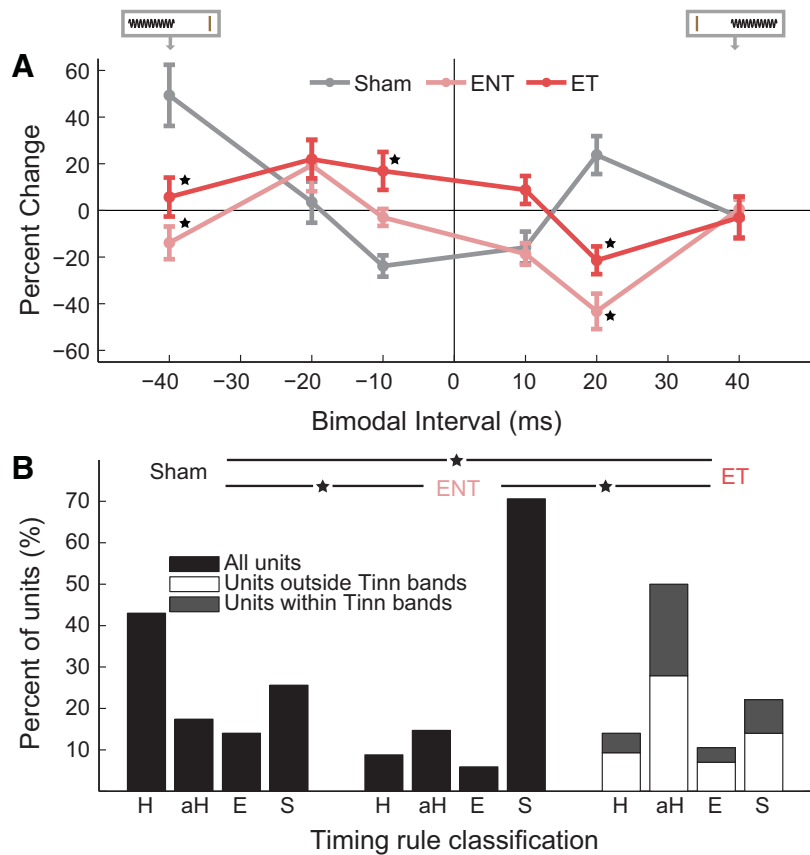 A
60
40
20
0
−20
−40
−60
Percent Change
Sham ENT ET
−40 −30 −20 −10 0 10 20 30 40
Bimodal Interval (ms)
B
Sham ENT ET
70
60
50
40
30
20
10
Percent of units (%)
All units
Units outside Tinn bands
Units within Tinn bands
H aH E S H aH E S H aH E S
Timing rule classification